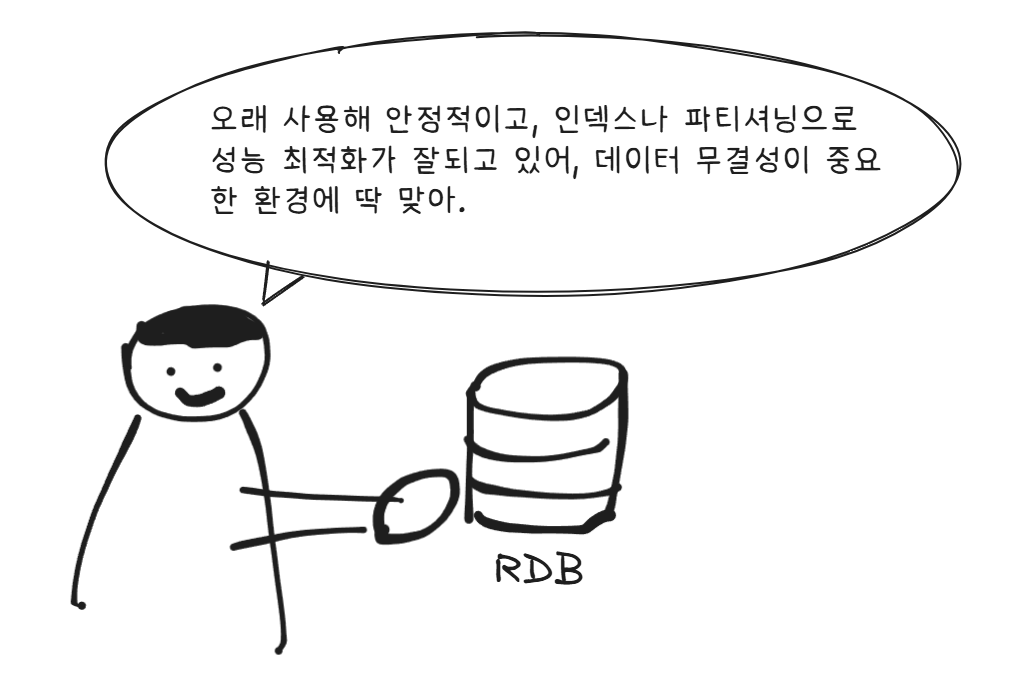 오래 사용해 안정적이고, 인덱스나 파티셔닝으로
성능 최적화가 잘되고 있어, 데이터 무결성이 중요
한 환경에 딱 맞아.
RDB